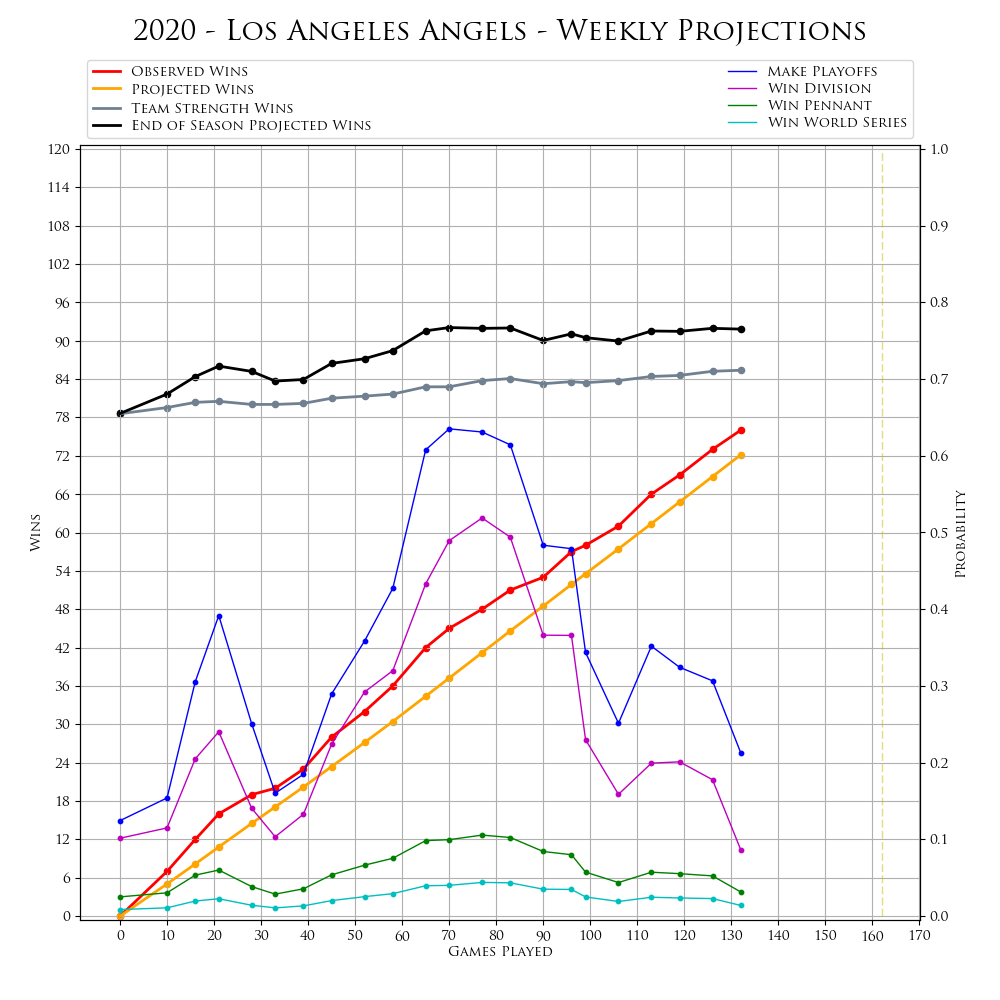 2020 - Los Angeles Angels - Weekly Projections
Observed Wins
Projected Wins
Team Strength Wins
End of Season Projected Wins
Make Playoffs
Win Division
Win Pennant
Win World Series
120
114
108
102
96
90
84
78
72
66
60
54
48
42
36
30
24
18
12
6
0
Wins
1.0
0.9
0.8
0.7
0.6
0.5
0.4
0.3
0.2
0.1
0.0
Probability
0 10 20 30 40 50 60 70 80 90 100 110 120 130 140 150 160 170
Games Played